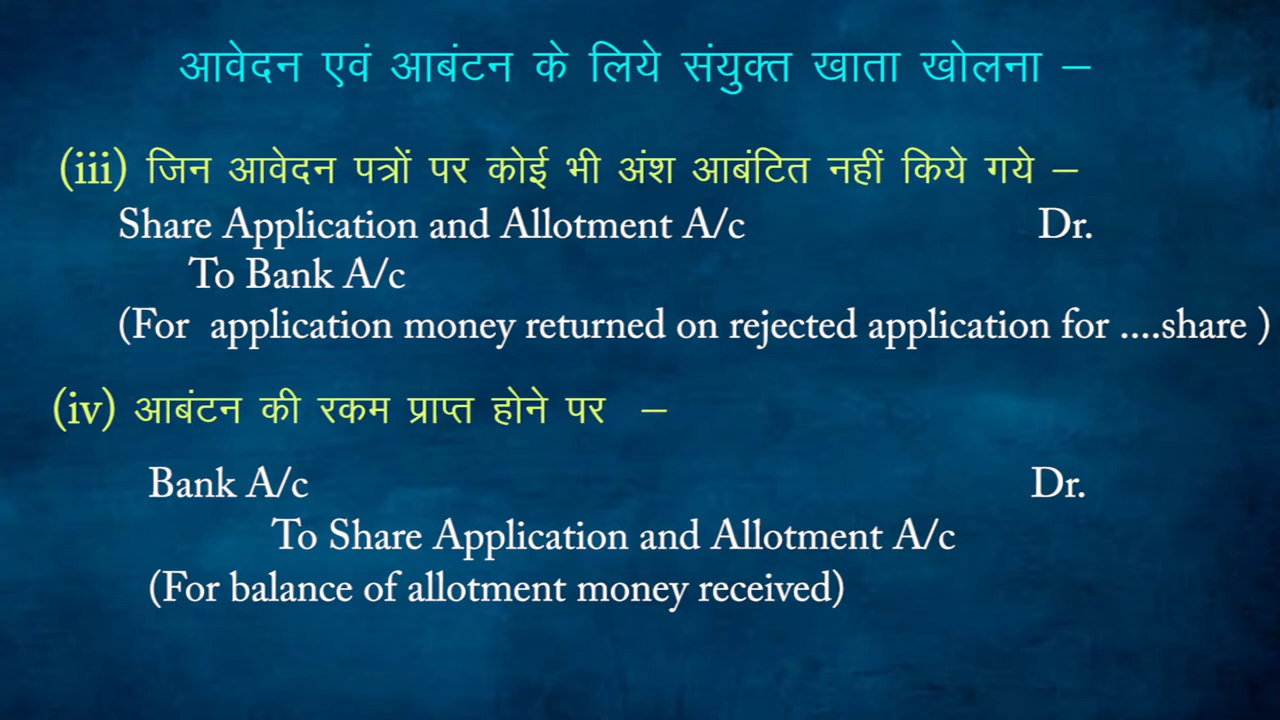 आवेदन एवं आबंटन के लिये संयुक्त खाता खोलना –
(iii) जिन आवेदन पत्रों पर कोई भी अंश आबंटित नहीं किये गये –
Share Application and Allotment A/c Dr.
To Bank A/c
(For application money returned on rejected application for ....share )
(iv) आबंटन की रकम प्राप्त होने पर –
Bank A/c Dr.
To Share Application and Allotment A/c
(For balance of allotment money received)